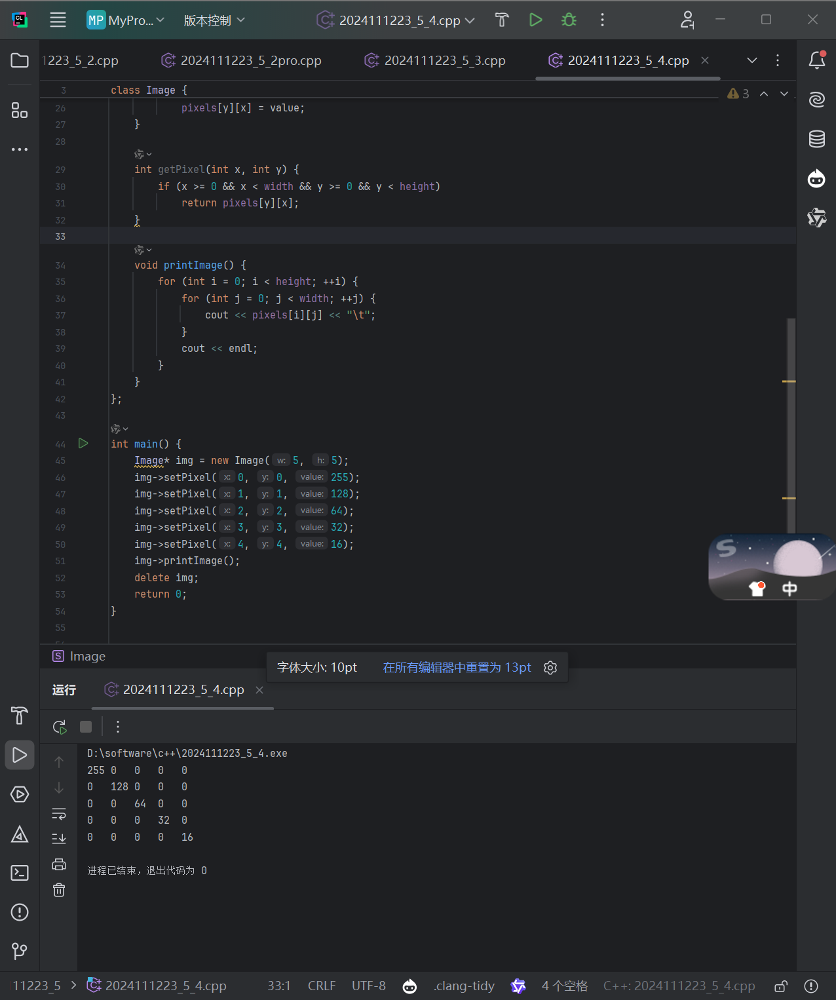 MP MyPro... 版本控制 2024111223_5_4.cpp
1223_5_2.cpp 2024111223_5_2pro.cpp 2024111223_5_3.cpp 2024111223_5_4.cpp
3 class Image {
3
26 pixels[y][x] = value;
27 }
28
29 int getPixel(int x, int y) {
30 if (x >= 0 && x < width && y >= 0 && y < height)
31 return pixels[y][x];
32 }
33
34 void printImage() {
35 for (int i = 0; i < height; ++i) {
36 for (int j = 0; j < width; ++j) {
37 cout << pixels[i][j] << "\t";
38 }
39 cout << endl;
40 }
41 }
42 };
43
44 int main() {
45 Image* img = new Image( w: 5, h: 5);
46 img->setPixel( x: 0, y: 0, value: 255);
47 img->setPixel( x: 1, y: 1, value: 128);
48 img->setPixel( x: 2, y: 2, value: 64);
49 img->setPixel( x: 3, y: 3, value: 32);
50 img->setPixel( x: 4, y: 4, value: 16);
51 img->printImage();
52 delete img;
53 return 0;
54 }
55
中
S Image
字体大小: 10pt 在所有编辑器中重置为 13pt
运行 2024111223_5_4.cpp
D:\software\c++\2024111223_5_4.exe
255 0 0 0 0
0 128 0 0 0
0 0 64 0 0
0 0 0 32 0
0 0 0 0 16
进程已结束，退出代码为 0
11223_5 > 2024111223_5_4.cpp 33:1 CRLF UTF-8 .clang-tidy 4 个空格 C++: 2024111223_5_4.cpp